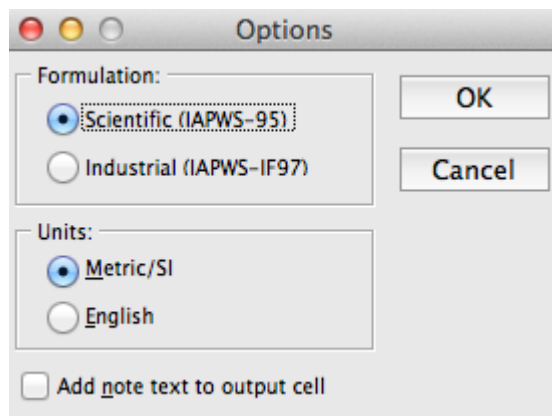 Options
Formulation:
Scientific (IAPWS-95)
Industrial (IAPWS-IF97)
OK
Cancel
Units:
Metric/SI
English
Add note text to output cell